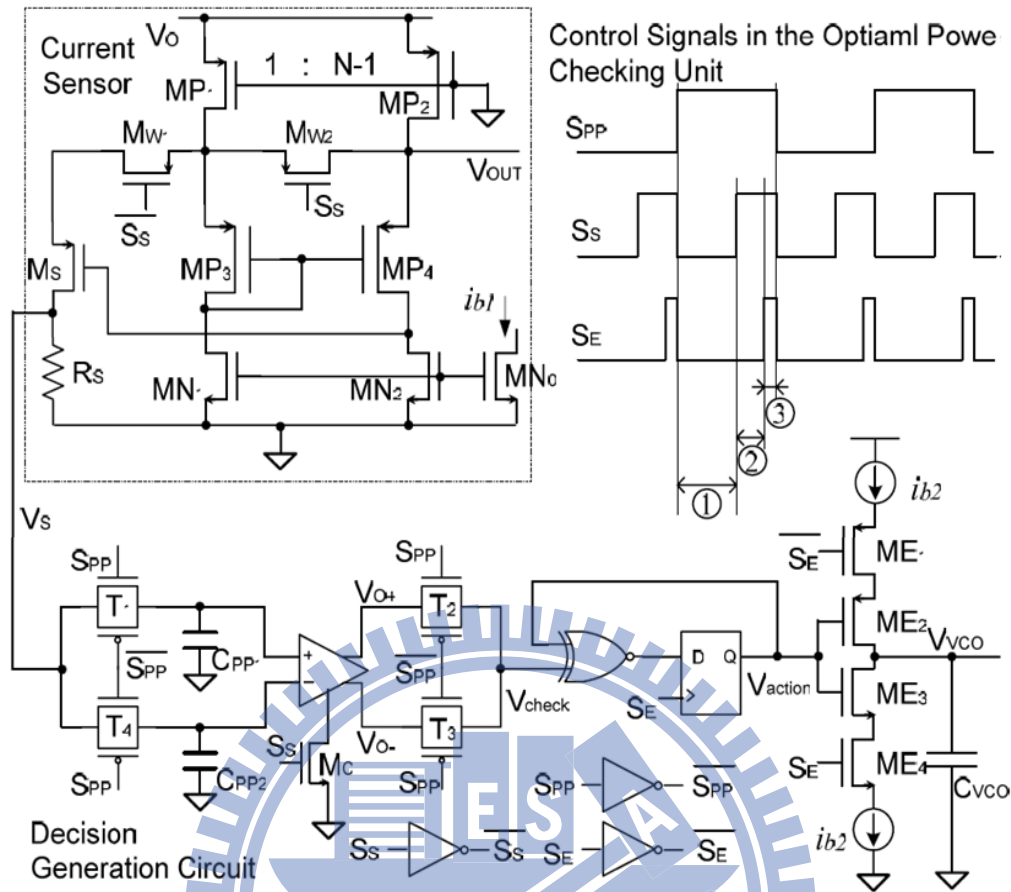 Current
Sensor
VO
1 : N-1
MP1
MP2
MW1
MW2
VOUT
SS
SS
MS
MP3
MP4
ib1
RS
MN1
MN2
MN0
Control Signals in the Optiaml Powe
Checking Unit
SPP
SS
SE
③
②
①
VS
SPP
T1
SPP
CPP1
T4
SPP
CPP2
VO+
VO-
+
−
SS
MC
SPP
T2
SPP
T3
SPP
Vcheck
D Q
SE
Vaction
ib2
SE
ME1
ME2
VVCO
ME3
SE
ME4
CVCO
ib2
SPP
SPP
SS
SS
SE
SE
Decision
Generation Circuit
ESA